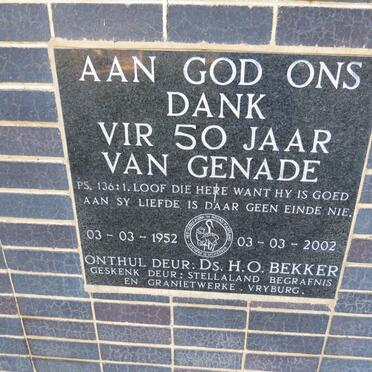 AAN GOD ONS
DANK
VIR 50 JAAR
VAN GENADE
PS. 136:1. LOOF DIE HERE WANT HY IS GOED
AAN SY LIEFDE IS DAAR GEEN EINDE NIE.
03-03-1952 03-03-2002
ONTHUL DEUR: DS. H.O. BEKKER
GESKENK DEUR: STELLALAND BEGRAFNIS
EN GRANIETWERKE. VRYBURG.